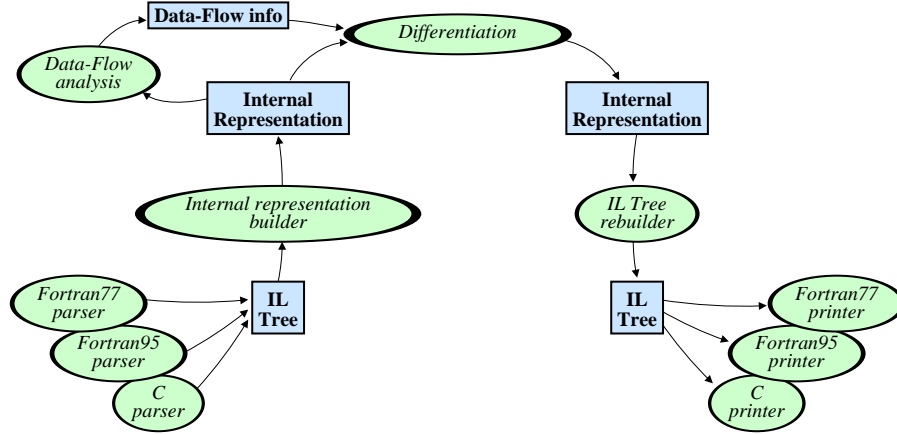 Data-Flow info
Differentiation
Data-Flow
analysis
Internal
Representation
Internal
Representation
Internal representation
builder
IL Tree
rebuilder
Fortran77
parser
IL
Tree
IL
Tree
Fortran77
printer
Fortran95
parser
Fortran95
printer
C
parser
C
printer